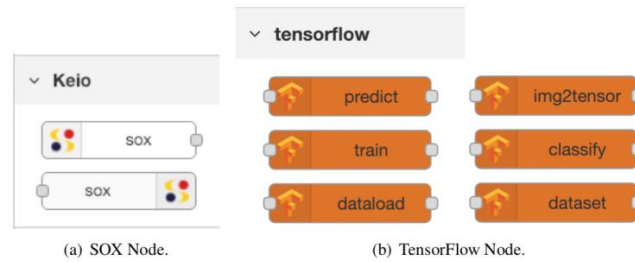 Keio
sox
sox
(a) SOX Node.
tensorflow
predict
img2tensor
train
classify
dataload
dataset
(b) TensorFlow Node.